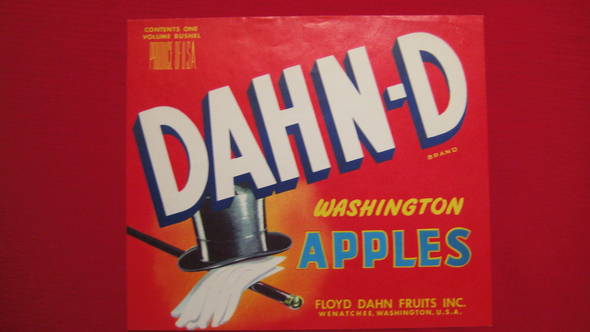 CONTENTS ONE
VOLUME BUSHEL
PRODUCE OF U.S.A.
DAHN-D
BRAND
WASHINGTON
APPLES
FLOYD DAHN FRUITS INC.
WENATCHEE, WASHINGTON, U.S.A.